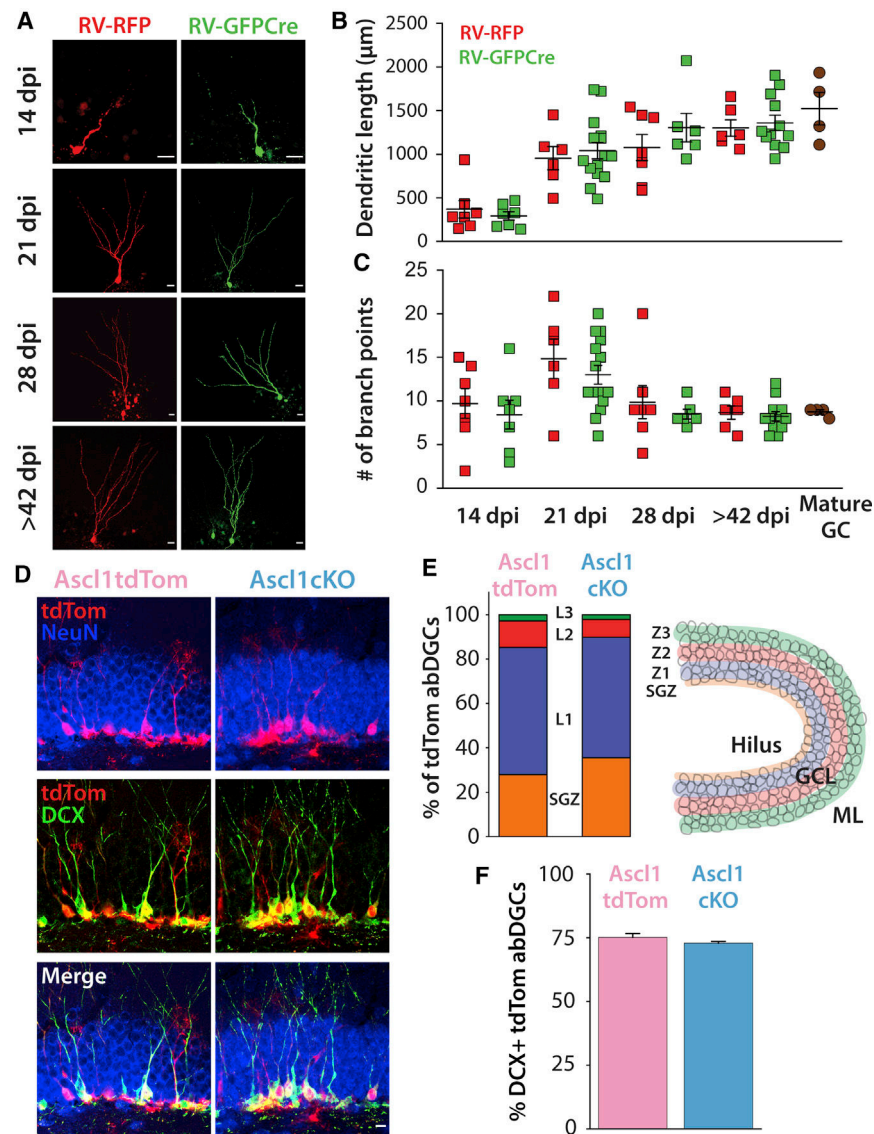 A
RV-RFP
RV-GFPCre
14 dpi
21 dpi
28 dpi
>42 dpi
B
RV-RFP
RV-GFPCre
Dendritic length (µm)
2500
2000
1500
1000
500
0
C
# of branch points
25
20
15
10
5
0
14 dpi
21 dpi
28 dpi
>42 dpi
Mature
GC
D
Ascl1tdTom
Ascl1cKO
tdTom
NeuN
tdTom
DCX
Merge
E
Ascl1
tdTom
Ascl1
cKO
% of tdTom abDGCs
100
80
60
40
20
0
L3
L2
L1
SGZ
Z3
Z2
Z1
SGZ
Hilus
GCL
ML
F
Ascl1
tdTom
Ascl1
cKO
% DCX+ tdTom abDGCs
100
75
50
25
0